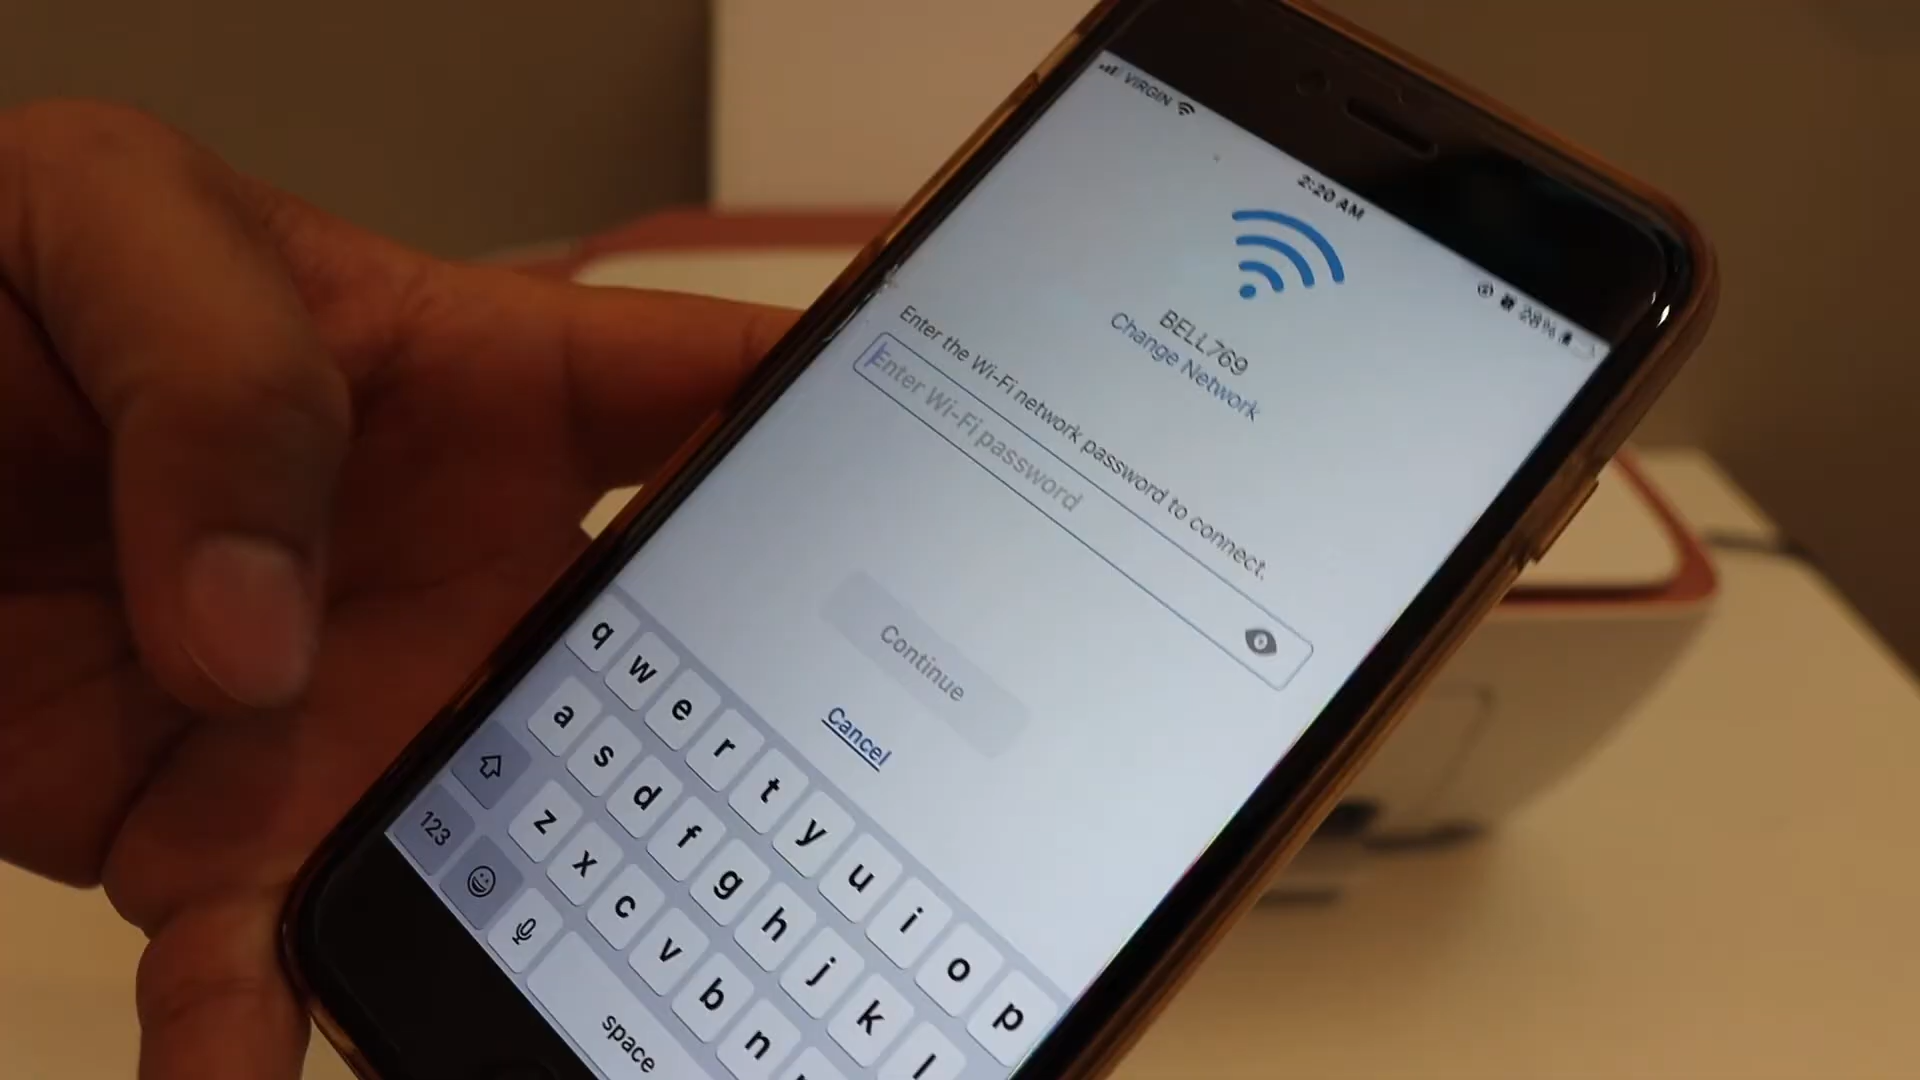 VIRGIN
2:20 AM
28%
BELL769
Change Network
Enter the Wi-Fi network password to connect.
Enter Wi-Fi password
Continue
Cancel
q w e r t y u i o p
a s d f g h j k l
z x c v b n
123
space